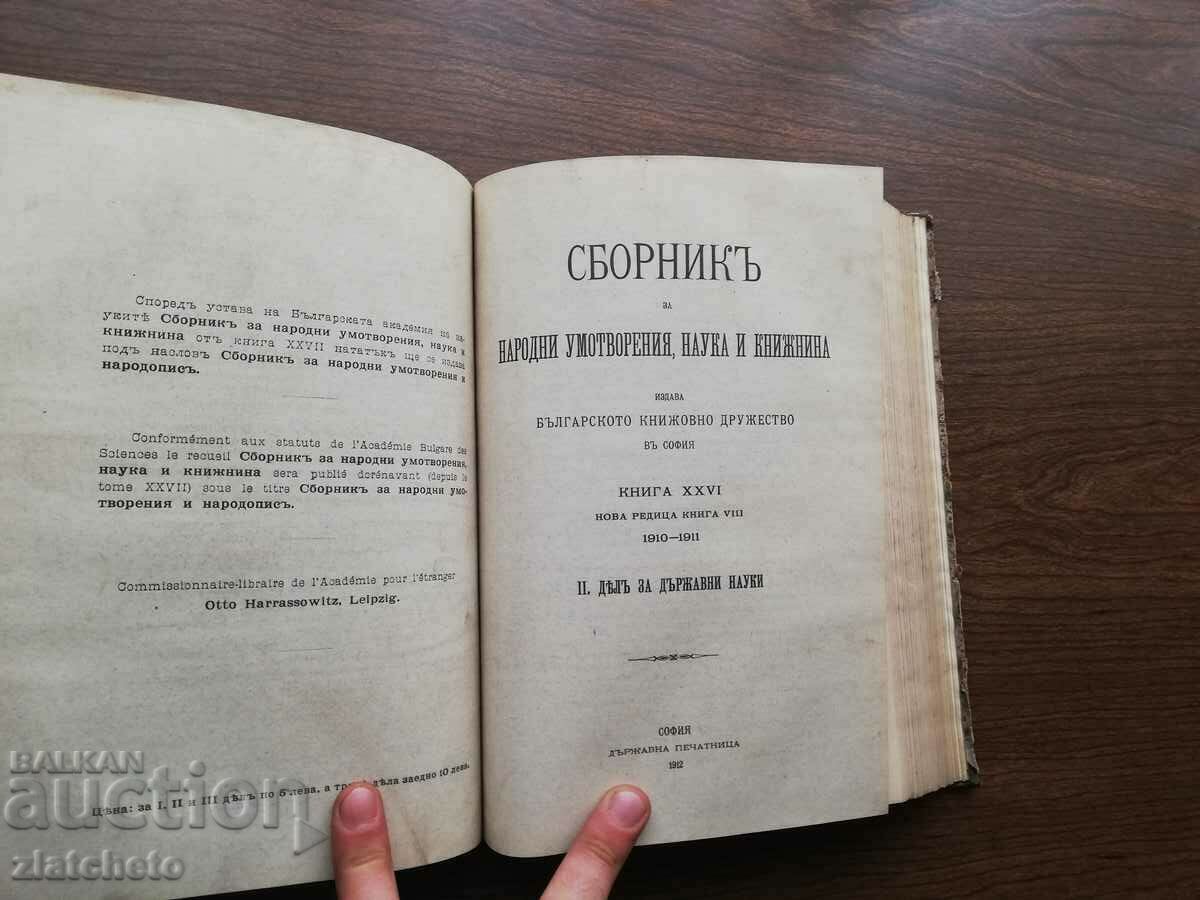 Споредъ устава на Българската академия на на-
укитѣ Сборникъ за народни умотворения, наука и
книжнина отъ книга XXVII нататъкъ ще се издава
подъ насловъ Сборникъ за народни умотворения и
народописъ.
Conformément aux statuts de l'Académie Bulgare des
Sciences le recueil Сборникъ за народни умотворения,
наука и книжнина sera publié dorénavant (depuis le
tome XXVII) sous le titre Сборникъ за народни умо-
творения и народописъ.
Commissionnaire-libraire de l'Académie pour l'étranger
Otto Harrassowitz, Leipzig.
Цѣна: за I, II и III дѣлъ по 5 лева, а дѣла заедно 10 лева.
СБОРНИКЪ
ЗА
НАРОДНИ УМОТВОРЕНИЯ, НАУКА И КНИЖНИНА
ИЗДАВА
БЪЛГАРСКОТО КНИЖОВНО ДРУЖЕСТВО
ВЪ СОФИЯ
КНИГА XXVI
НОВА РЕДИЦА КНИГА VIII
1910—1911
II. ДѢЛЪ ЗА ДЪРЖАВНИ НАУКИ
СОФИЯ
ДЪРЖАВНА ПЕЧАТНИЦА
1912
BALKAN
auction
zlatcheto